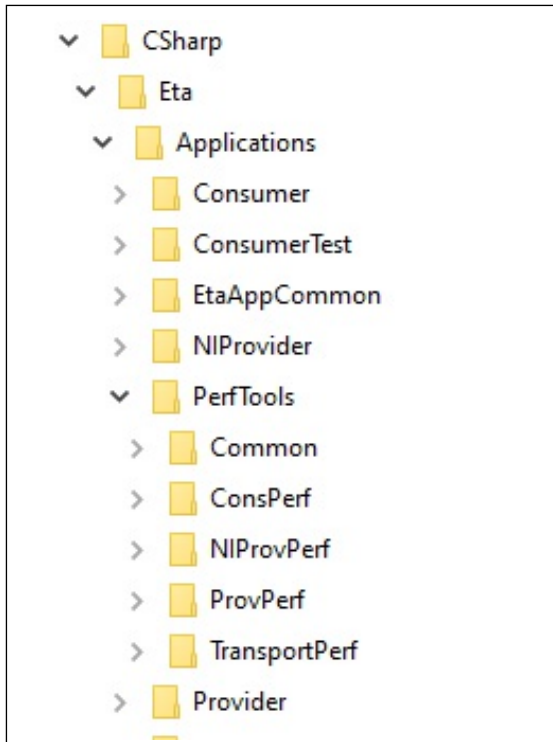 CSharp
Eta
Applications
Consumer
ConsumerTest
EtaAppCommon
NIProvider
PerfTools
Common
ConsPerf
NIProvPerf
ProvPerf
TransportPerf
Provider